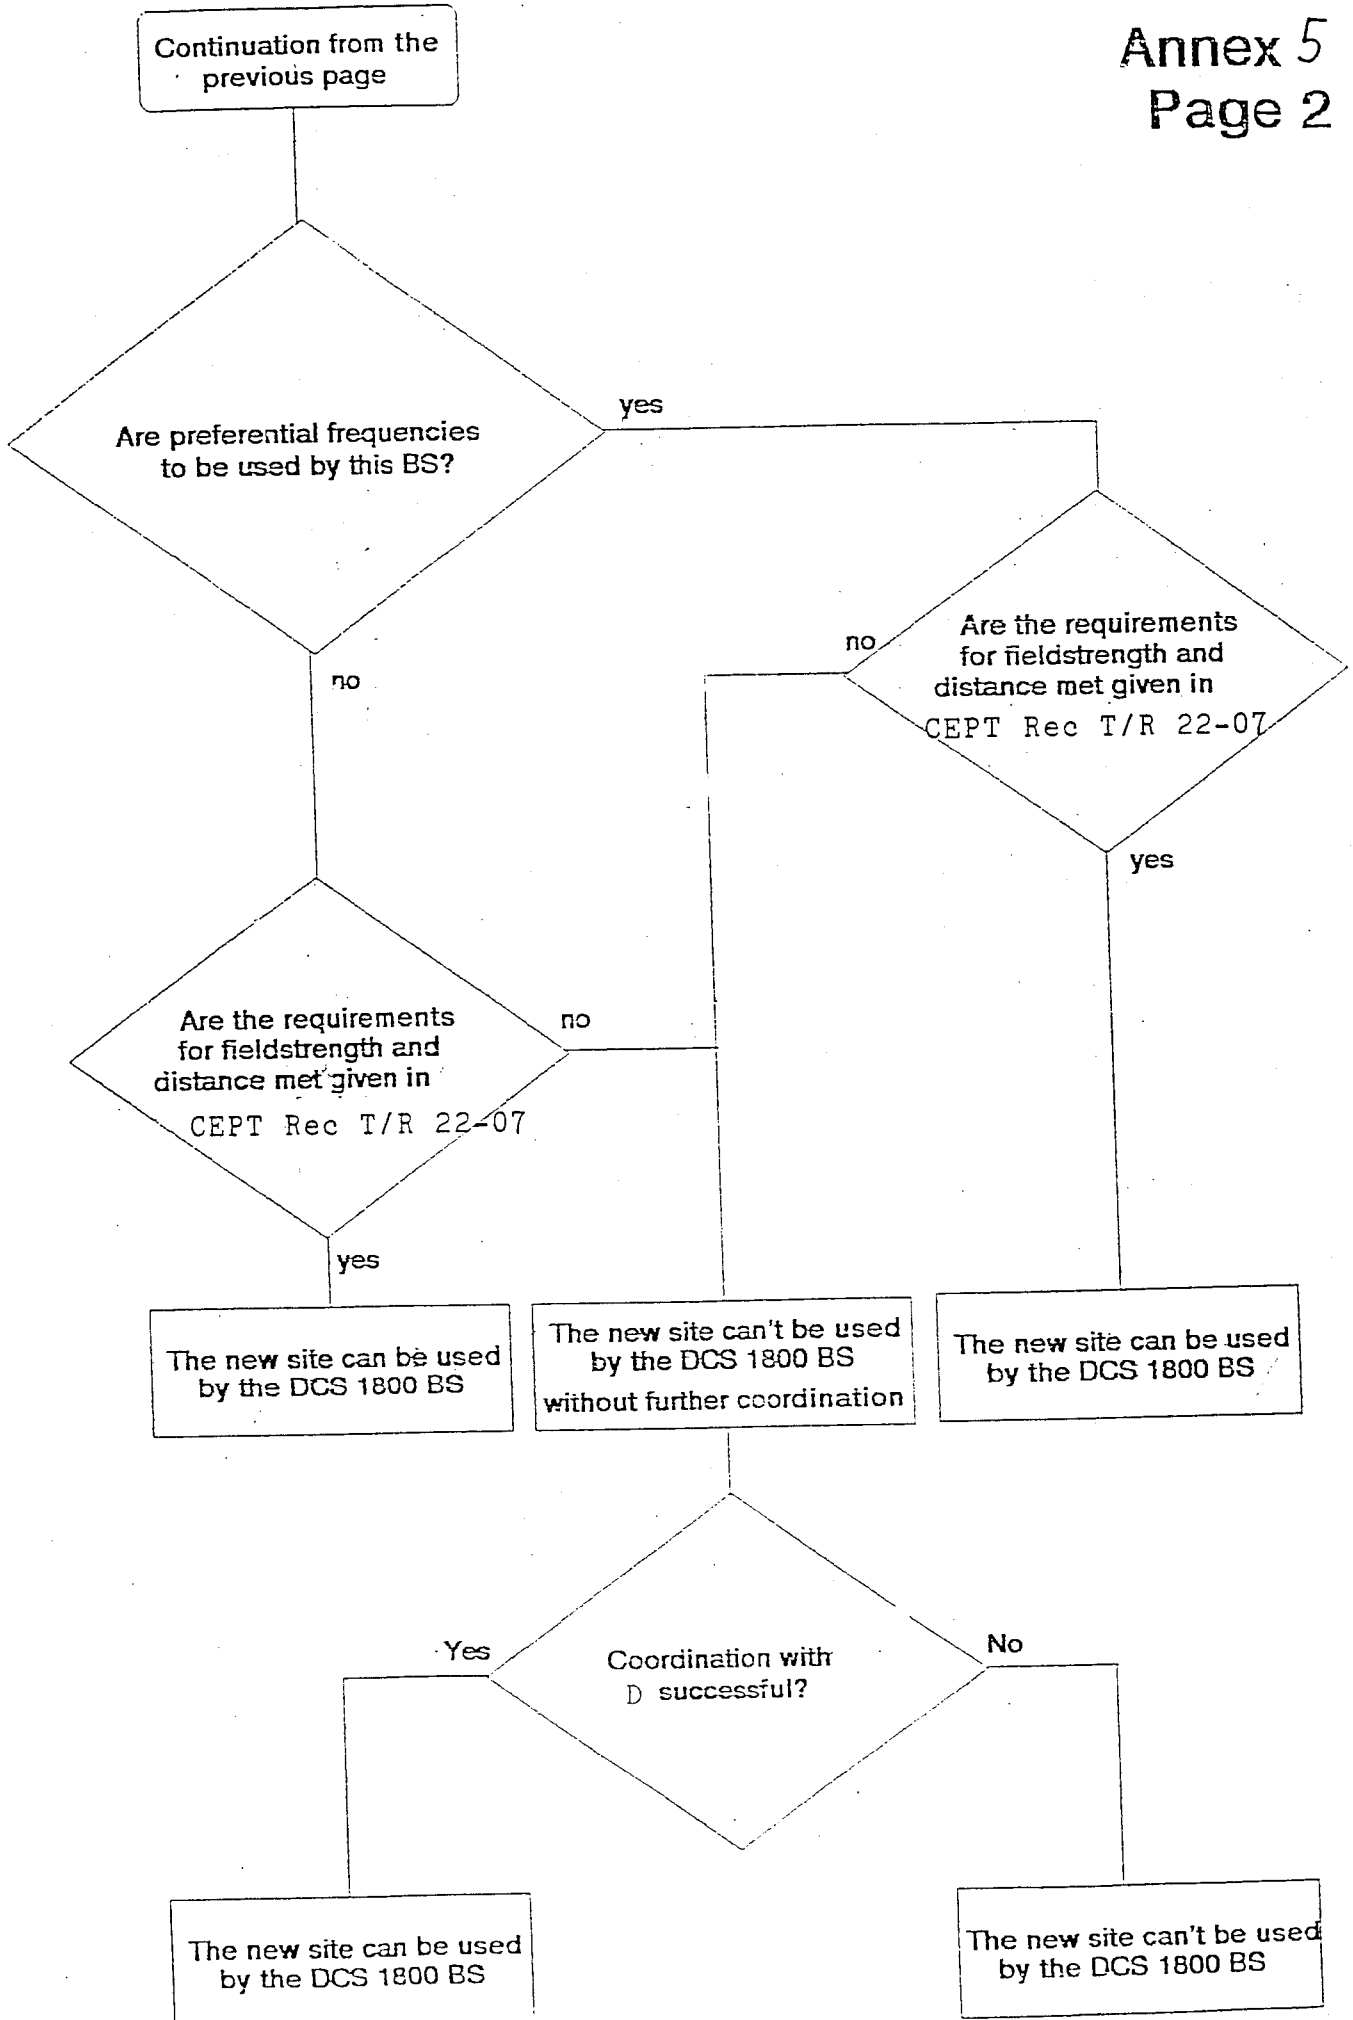 Annex 5
Page 2
Continuation from the
previous page
Are preferential frequencies
to be used by this BS?
yes
no
Are the requirements
for fieldstrength and
distance met given in
CEPT Rec T/R 22-07
no
yes
Are the requirements
for fieldstrength and
distance met given in
CEPT Rec T/R 22-07
no
yes
The new site can be used
by the DCS 1800 BS
The new site can't be used
by the DCS 1800 BS
without further coordination
The new site can be used
by the DCS 1800 BS
Coordination with
D successful?
Yes
No
The new site can be used
by the DCS 1800 BS
The new site can't be used
by the DCS 1800 BS